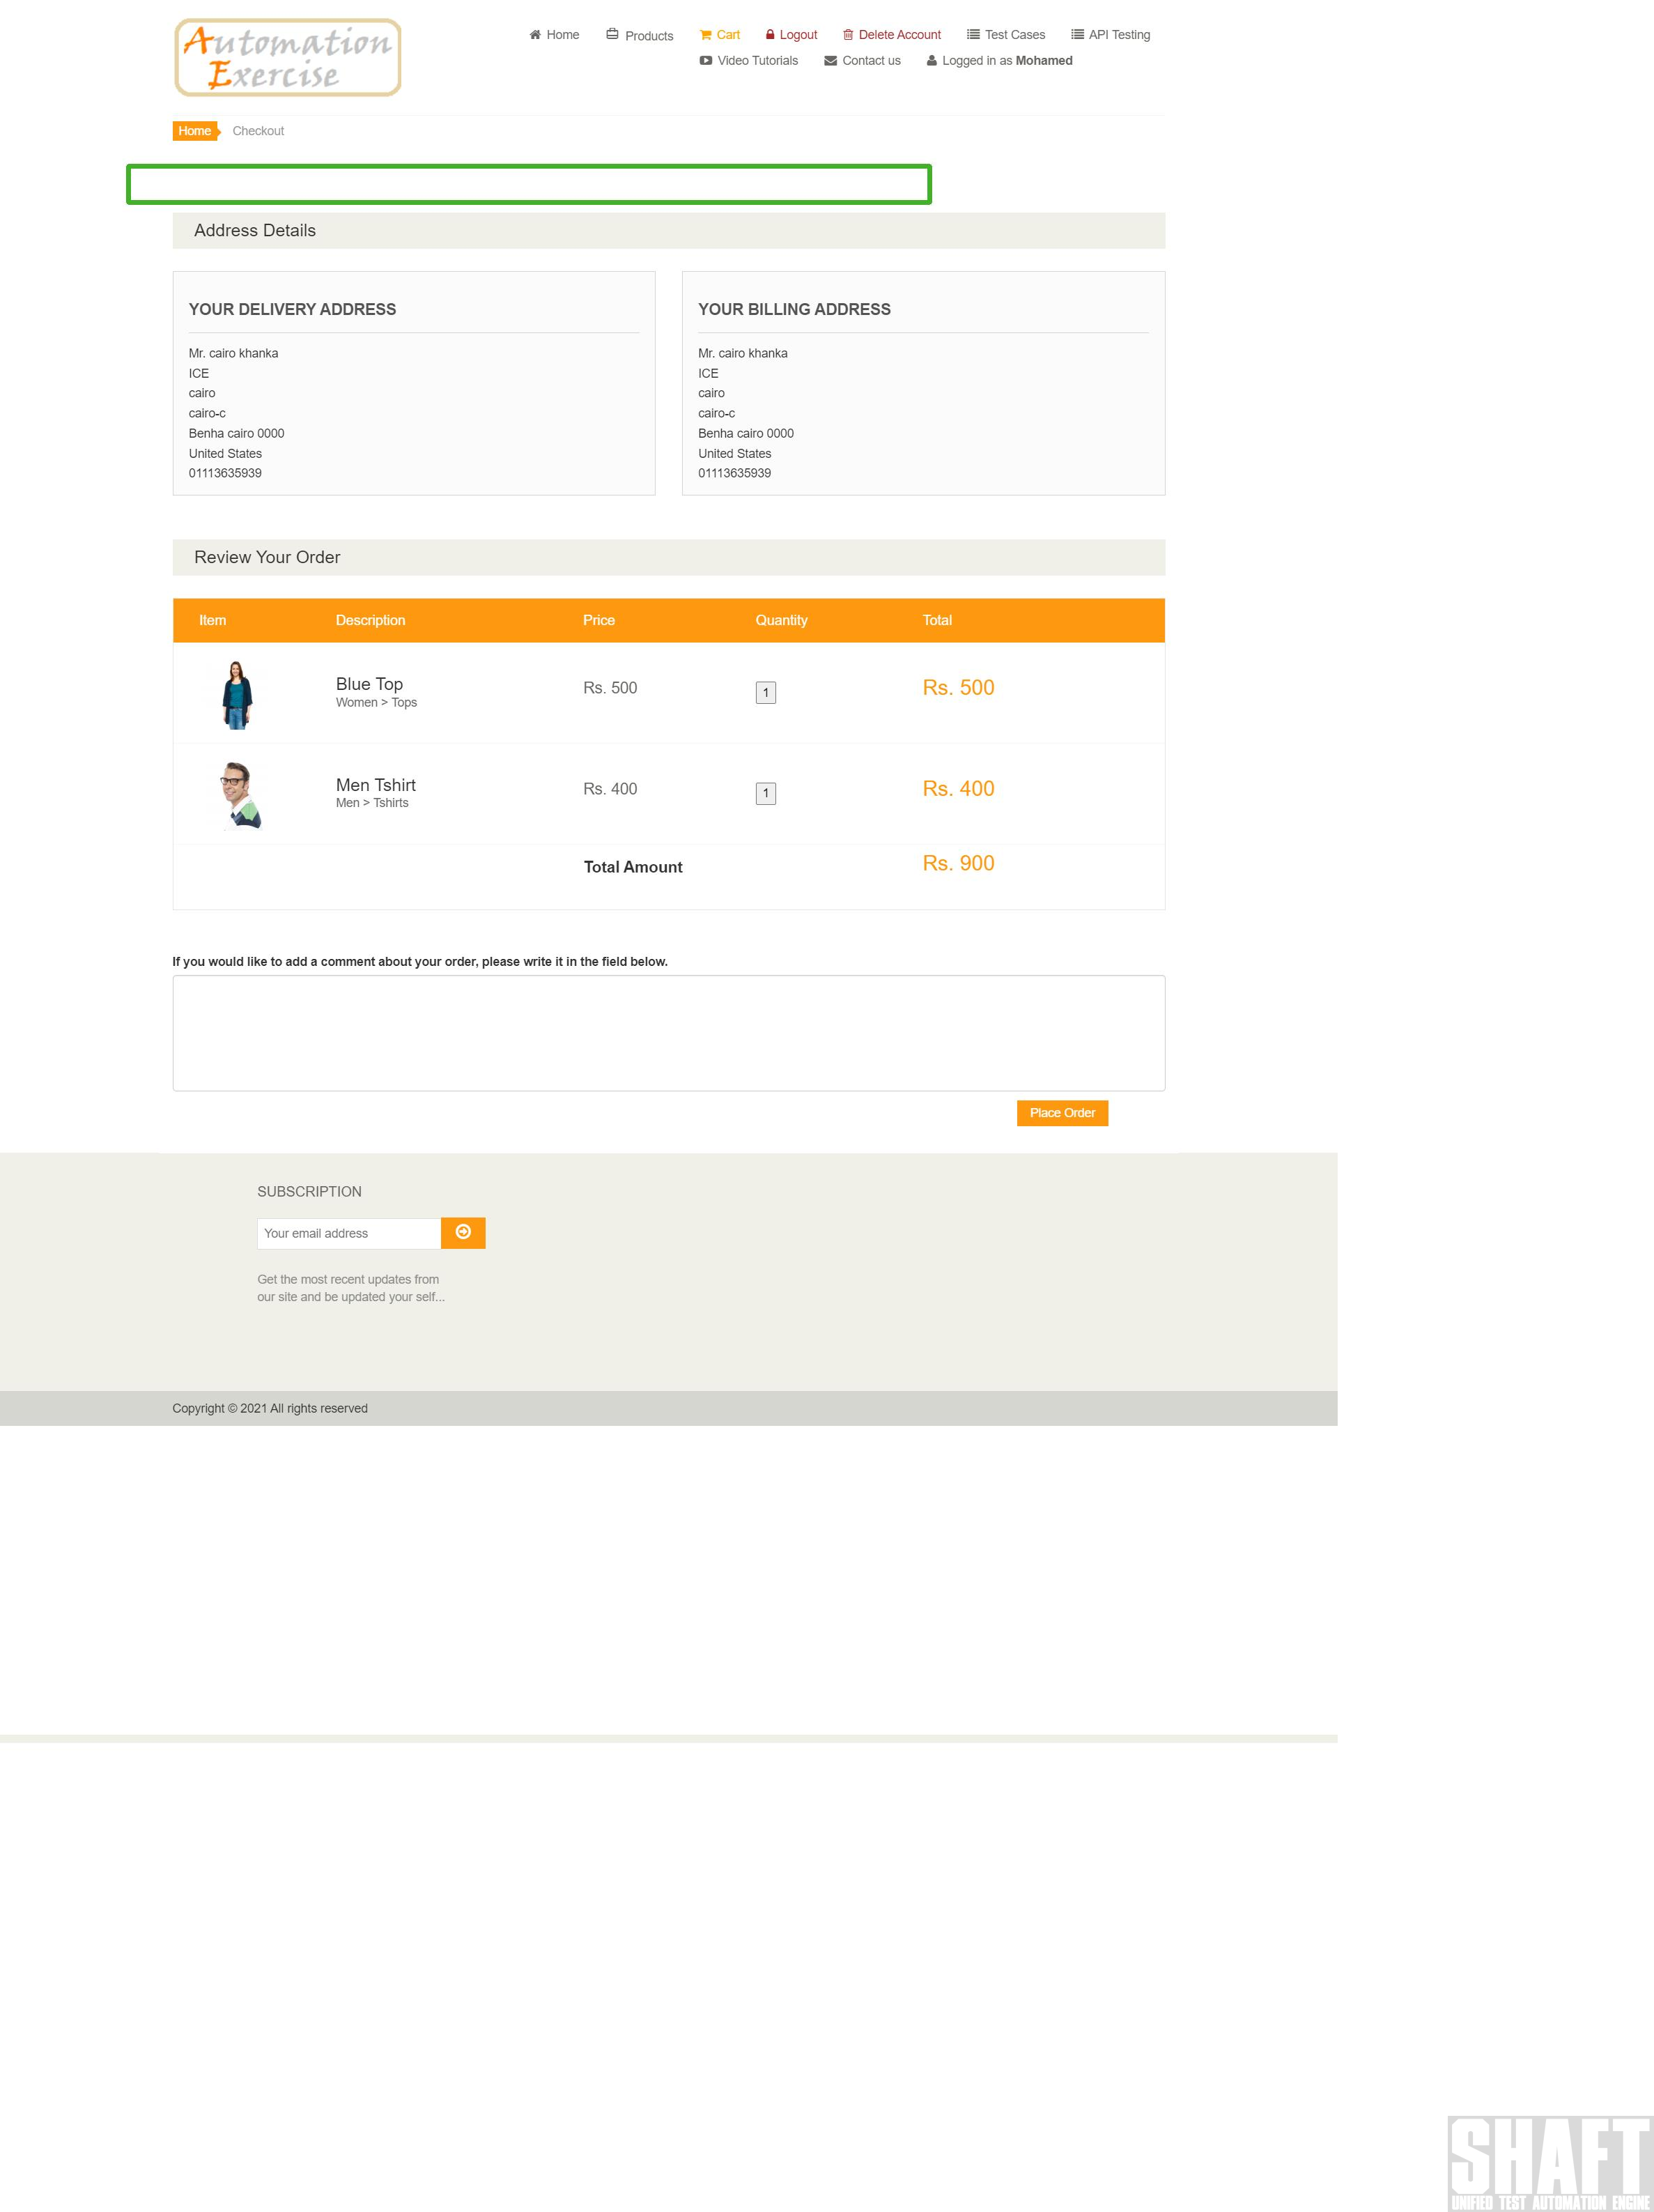 Automation
Exercise
Home Products Cart Logout Delete Account Test Cases API Testing
Video Tutorials Contact us Logged in as Mohamed
Home Checkout
Address Details
YOUR DELIVERY ADDRESS
Mr. cairo khanka
ICE
cairo
cairo-c
Benha cairo 0000
United States
01113635939
YOUR BILLING ADDRESS
Mr. cairo khanka
ICE
cairo
cairo-c
Benha cairo 0000
United States
01113635939
Review Your Order
Item Description Price Quantity Total
Blue Top Rs. 500 1 Rs. 500
Women > Tops
Men Tshirt Rs. 400 1 Rs. 400
Men > Tshirts
Total Amount Rs. 900
If you would like to add a comment about your order, please write it in the field below.
Place Order
SUBSCRIPTION
Your email address
Get the most recent updates from
our site and be updated your self...
Copyright © 2021 All rights reserved
SHAFT
UNIFIED TEST AUTOMATION ENGINE